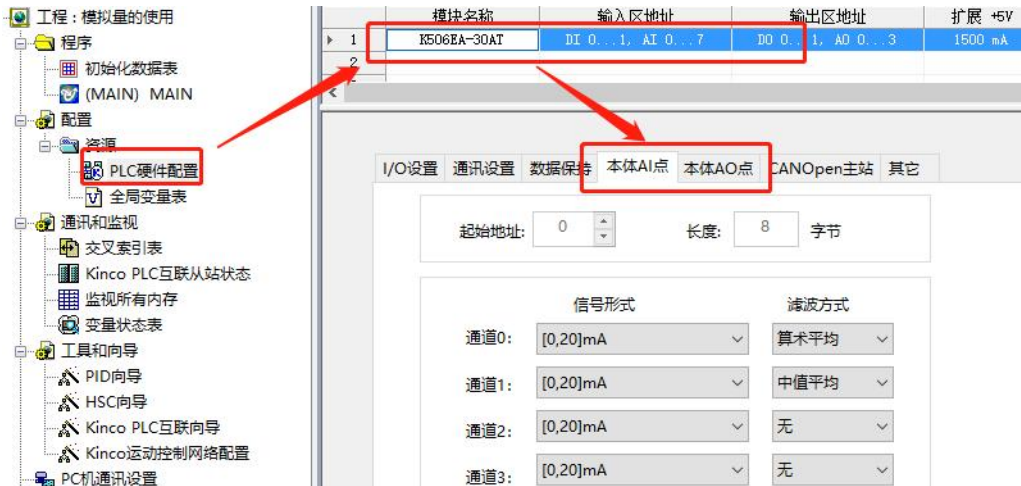 工程：模拟量的使用
程序
初始化数据表
(MAIN) MAIN
配置
资源
PLC硬件配置
全局变量表
通讯和监视
交叉索引表
Kinco PLC互联从站状态
监视所有内存
变量状态表
工具和向导
PID向导
HSC向导
Kinco PLC互联向导
Kinco运动控制网络配置
PC机通讯设置
模块名称 输入区地址 输出区地址 扩展 +5V
1 K506EA-30AT DI 0...1, AI 0...7 DO 0...1, AO 0...3 1500 mA
2
I/O设置 通讯设置 数据保持 本体AI点 本体AO点 CANOpen主站 其它
起始地址: 0 长度: 8 字节
信号形式 滤波方式
通道0: [0,20]mA 算术平均
通道1: [0,20]mA 中值平均
通道2: [0,20]mA 无
通道3: [0,20]mA 无